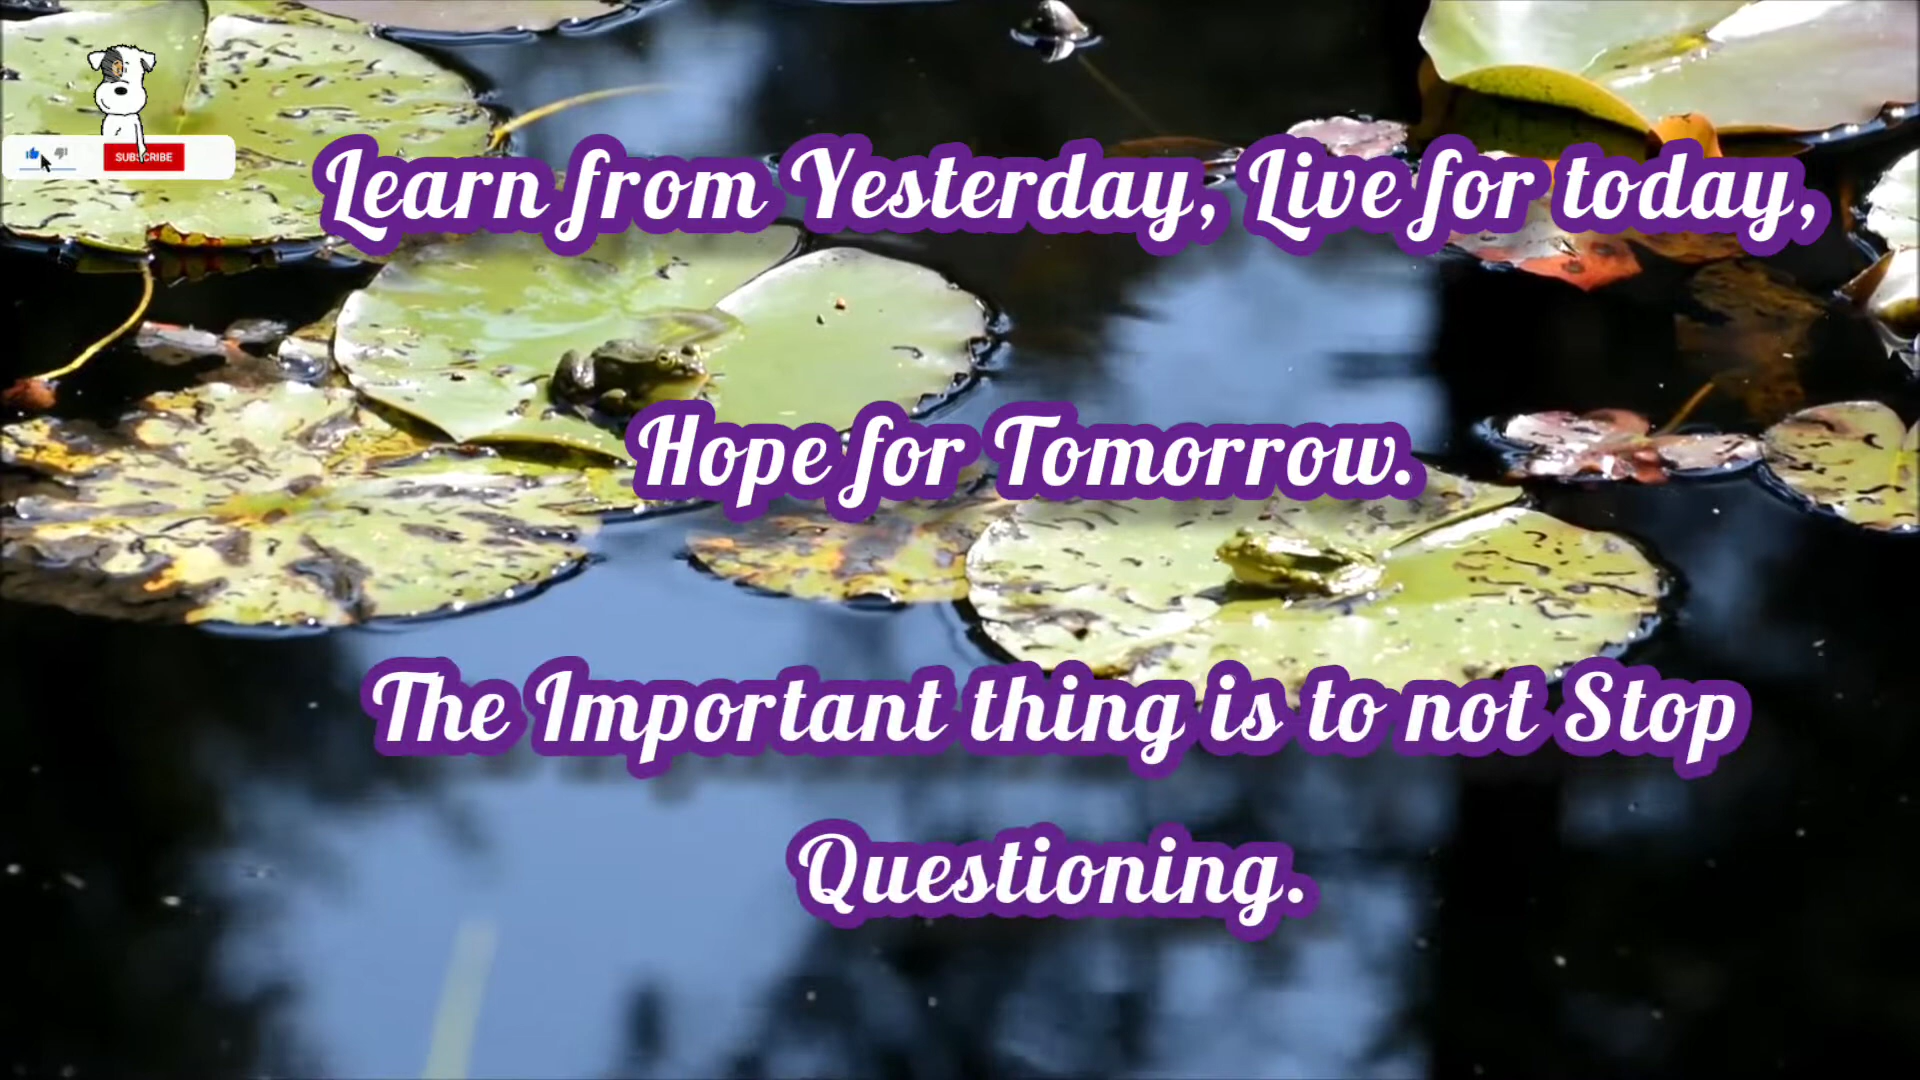 SUBSCRIBE
Learn from Yesterday, Live for today,
Hope for Tomorrow.
The Important thing is to not Stop
Questioning.